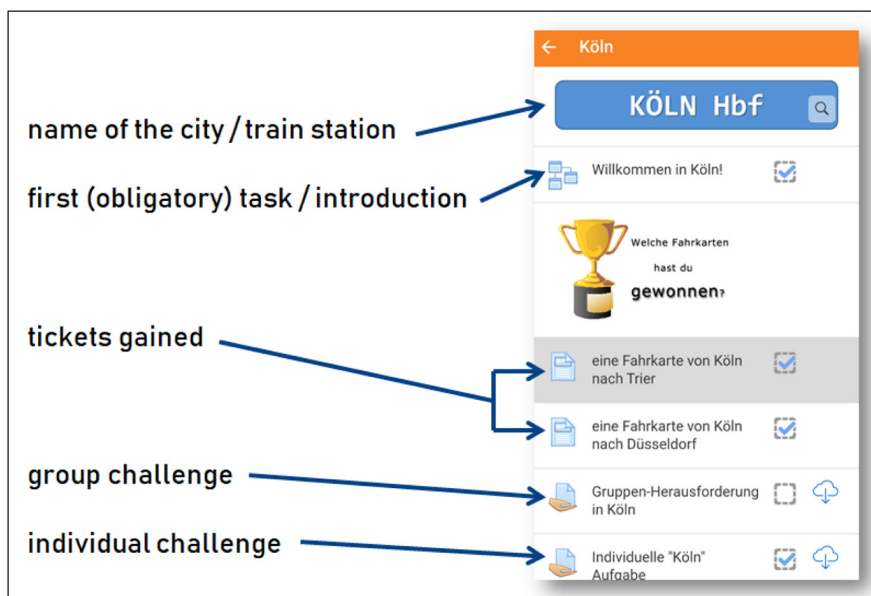 Köln
KÖLN Hbf
name of the city / train station
Willkommen in Köln!
first (obligatory) task / introduction
Welche Fahrkarten
hast du
gewonnen?
tickets gained
eine Fahrkarte von Köln
nach Trier
eine Fahrkarte von Köln
nach Düsseldorf
group challenge
Gruppen-Herausforderung
in Köln
individual challenge
Individuelle "Köln"
Aufgabe